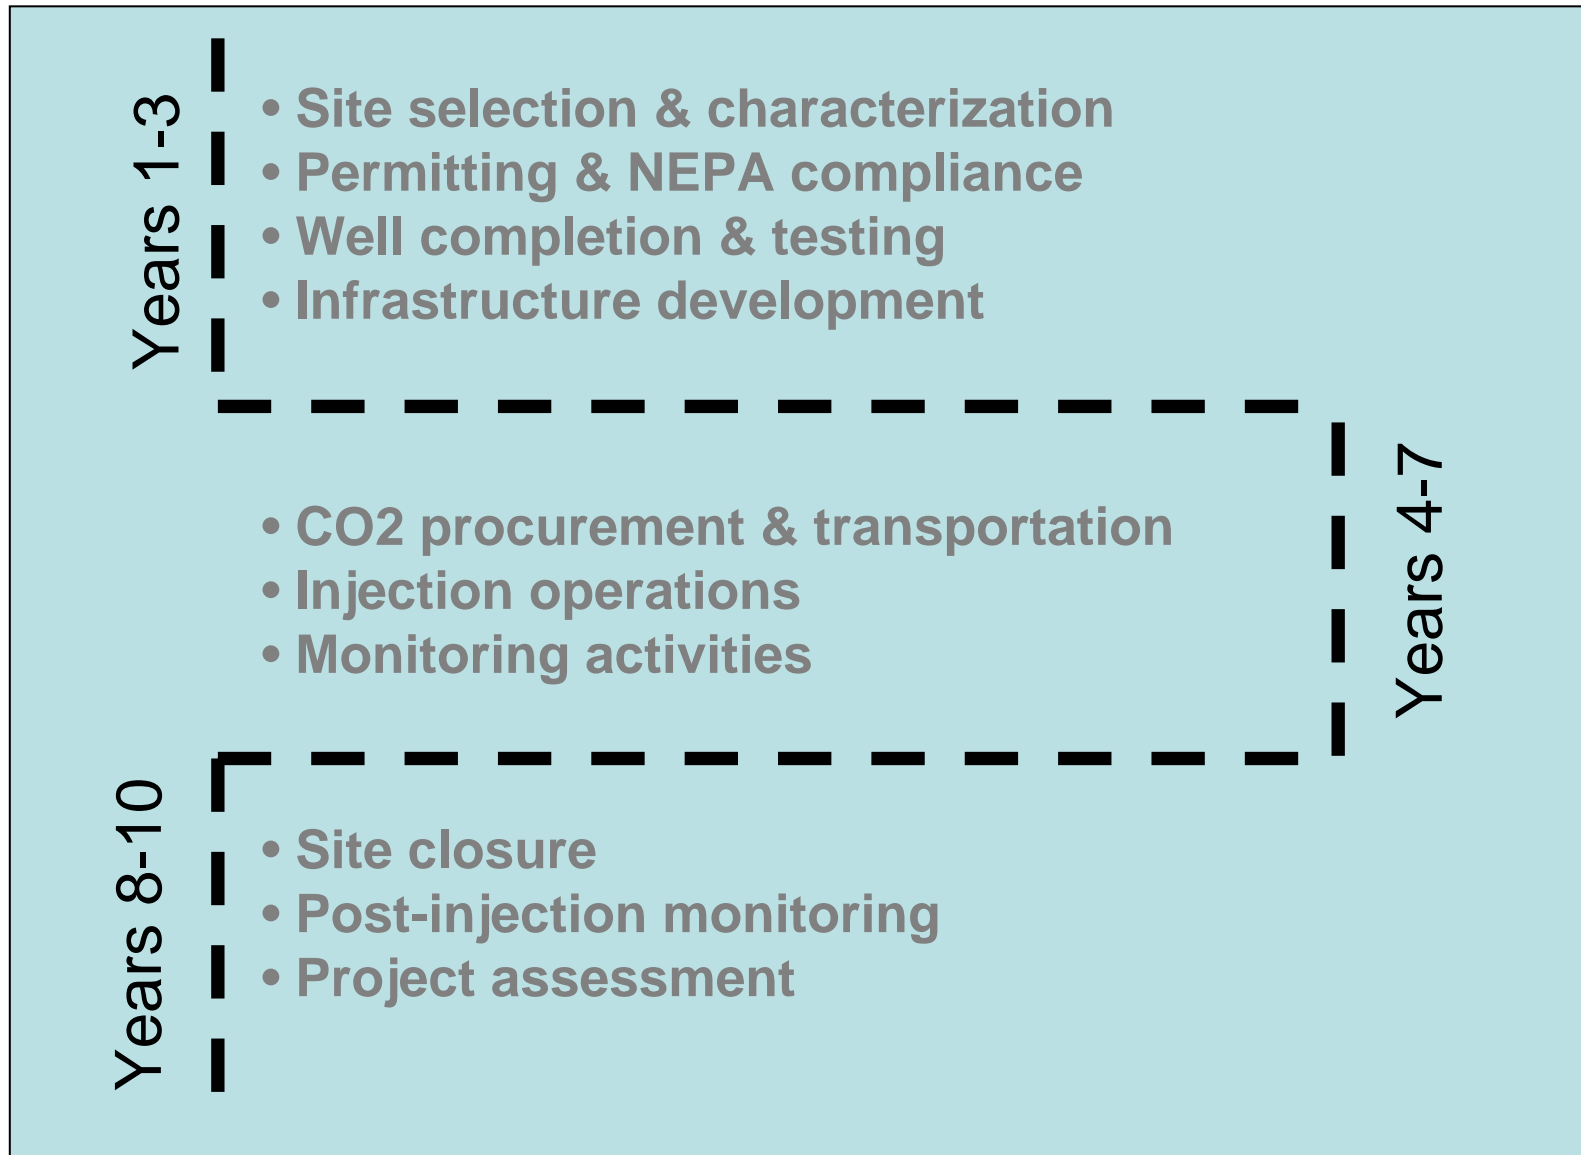 Years 1-3
• Site selection & characterization
• Permitting & NEPA compliance
• Well completion & testing
• Infrastructure development
Years 4-7
• CO2 procurement & transportation
• Injection operations
• Monitoring activities
Years 8-10
• Site closure
• Post-injection monitoring
• Project assessment